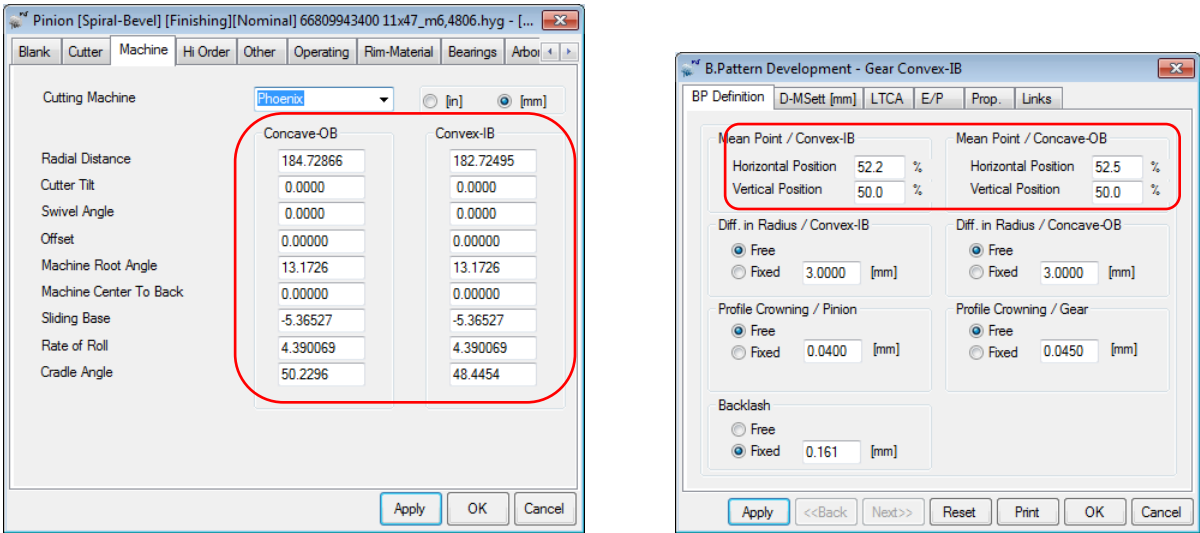 Pinion [Spiral-Bevel] [Finishing][Nominal] 66809943400 11x47_m6,4806.hyg - [...
Blank Cutter Machine Hi Order Other Operating Rim-Material Bearings Arbor
Cutting Machine Phoenix [in] [mm]
Concave-OB Convex-IB
Radial Distance 184.72866 182.72495
Cutter Tilt 0.0000 0.0000
Swivel Angle 0.0000 0.0000
Offset 0.00000 0.00000
Machine Root Angle 13.1726 13.1726
Machine Center To Back 0.00000 0.00000
Sliding Base -5.36527 -5.36527
Rate of Roll 4.390069 4.390069
Cradle Angle 50.2296 48.4454
Apply OK Cancel
B.Pattern Development - Gear Convex-IB
BP Definition D-MSett [mm] LTCA E/P Prop. Links
Mean Point / Convex-IB Mean Point / Concave-OB
Horizontal Position 52.2 % Horizontal Position 52.5 %
Vertical Position 50.0 % Vertical Position 50.0 %
Diff. in Radius / Convex-IB Diff. in Radius / Concave-OB
Free Free
Fixed 3.0000 [mm] Fixed 3.0000 [mm]
Profile Crowning / Pinion Profile Crowning / Gear
Free Free
Fixed 0.0400 [mm] Fixed 0.0450 [mm]
Backlash
Free
Fixed 0.161 [mm]
Apply <<Back Next>> Reset Print OK Cancel